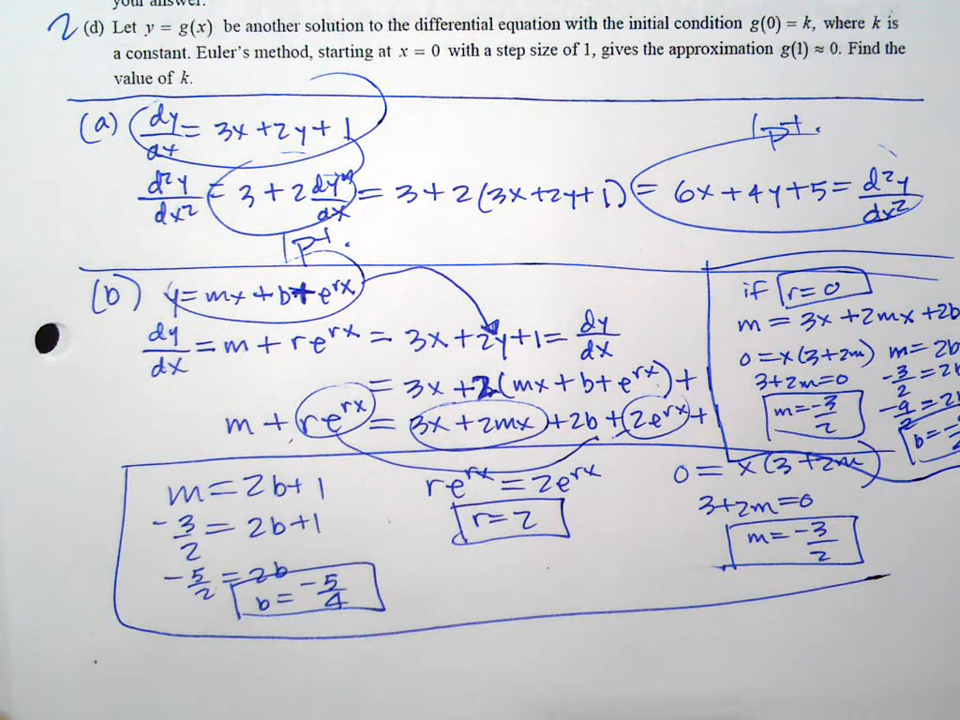 your answer.
2 (d) Let y = g(x) be another solution to the differential equation with the initial condition g(0) = k, where k is
a constant. Euler's method, starting at x = 0 with a step size of 1, gives the approximation g(1) ≈ 0. Find the
value of k.
(a) dy/dx = 3x + 2y + 1
1 pt.
d²y/dx² = 3 + 2 dy/dx = 3 + 2(3x + 2y + 1) = 6x + 4y + 5 = d²y/dx²
1 pt.
(b) y = mx + b + e^rx
dy/dx = m + re^rx = 3x + 2y + 1 = dy/dx
= 3x + 2(mx + b + e^rx) +
m + re^rx = 3x + 2mx + 2b + 2e^rx +
if r = 0
m = 3x + 2mx + 2b
0 = x(3 + 2m) m = 2b
3 + 2m = 0 -3/2 = 2b
m = -3/2
b = -
m = 2b + 1
-3/2 = 2b + 1
-5/2 = 2b
b = -5/4
re^rx = 2e^rx
r = 2
0 = x(3 + 2m)
3 + 2m = 0
m = -3/2